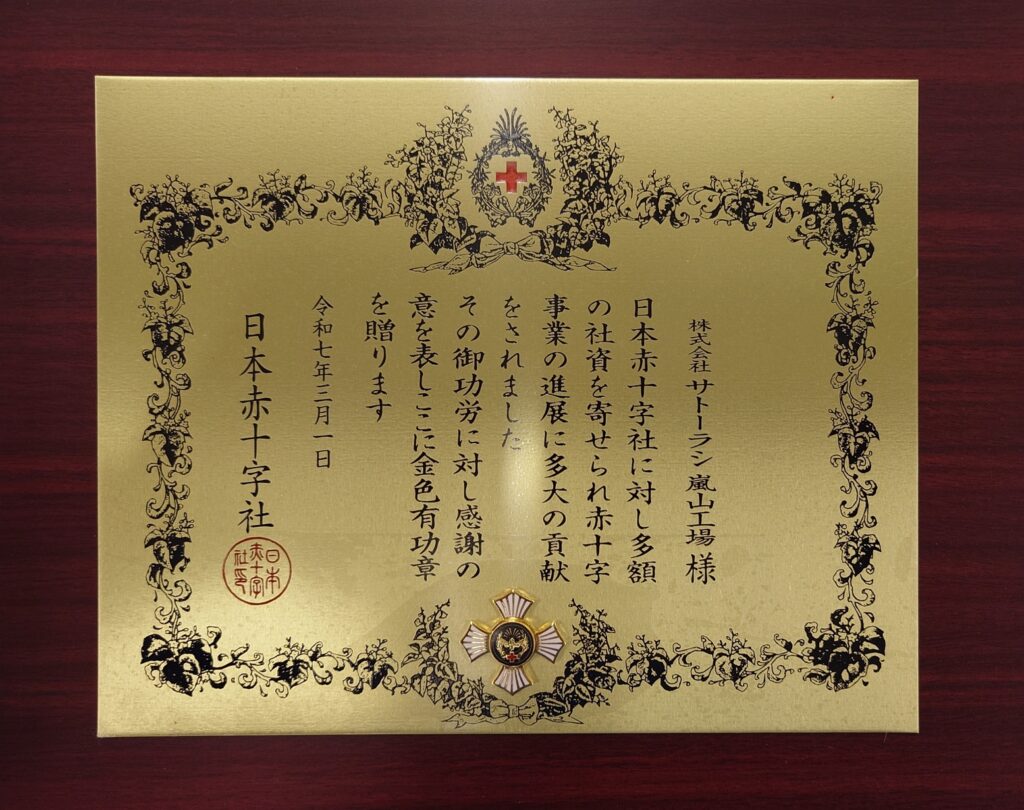 株式会社 サトーラシ 嵐山工場 様
日本赤十字社に対し多額
の社資を寄せられ赤十字
事業の進展に多大の貢献
をされました
その御功労に対し感謝の
意を表しここに金色有功章
を贈ります
令和七年三月一日
日本赤十字社
日本
赤十字
社印